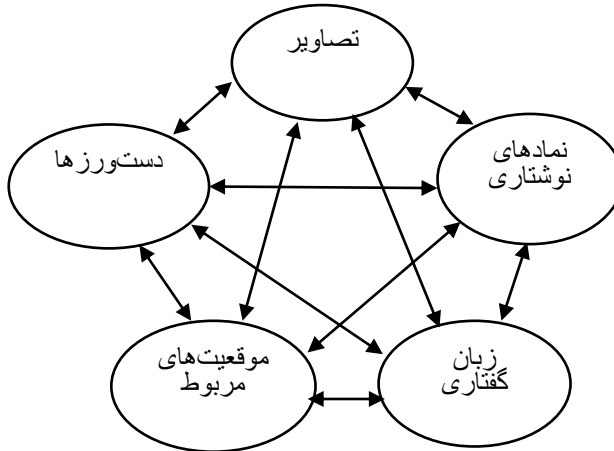 تصاویر
نمادهای
نوشتاری
دست‌ورزها
موقعیت‌های
مربوط
زبان
گفتاری